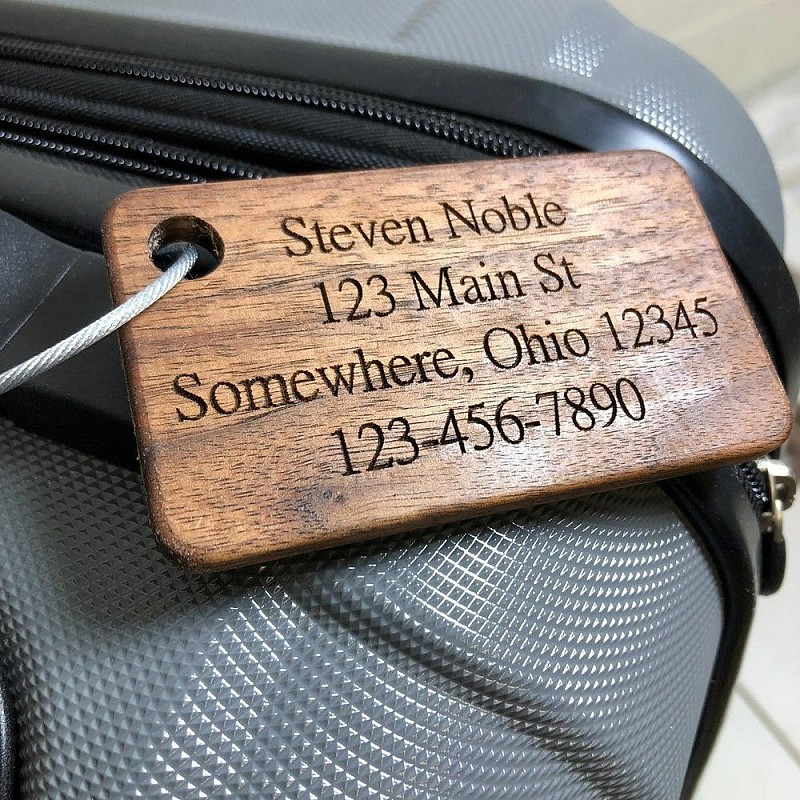 Steven Noble
123 Main St
Somewhere, Ohio 12345
123-456-7890